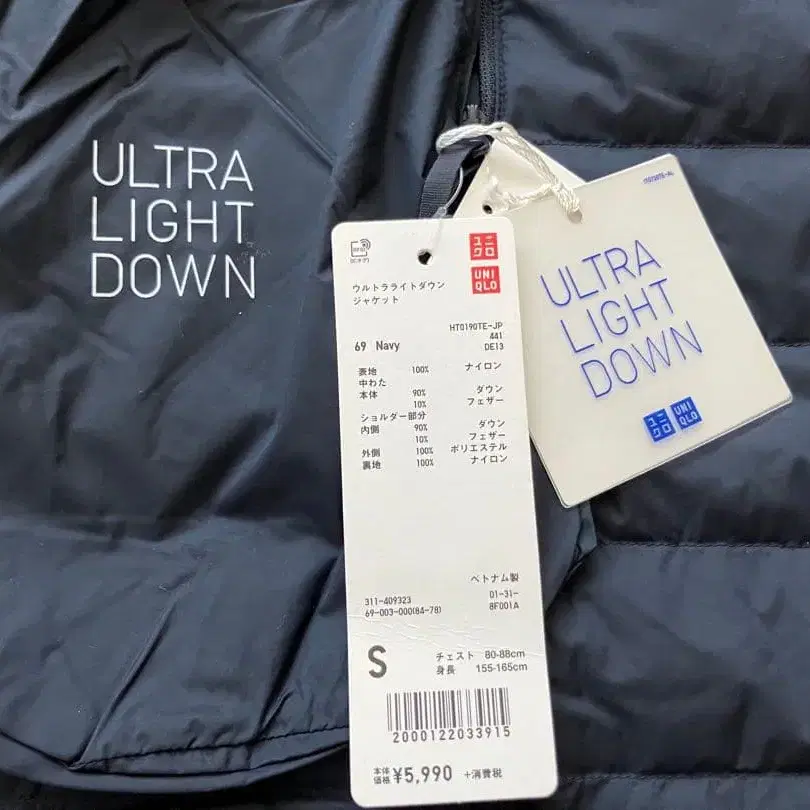 ULTRA
LIGHT
DOWN
ユニ
クロ
UNI
QLO
ウルトラライトダウン
ジャケット
HT0190TE-JP
441
69 Navy DE13
表地 100% ナイロン
中わた
本体 90% ダウン
10% フェザー
ショルダー部分
内側 90% ダウン
10% フェザー
外側 100% ポリエステル
裏地 100% ナイロン
ベトナム製
311-409323 01-31-
69-003-000(84-78) 8F001A
S チェスト 80-88cm
身長 155-165cm
2000122033915
本体
価格 ¥5,990 +消費税
ULTRA
LIGHT
DOWN
ユニ
クロ
UNI
QLO